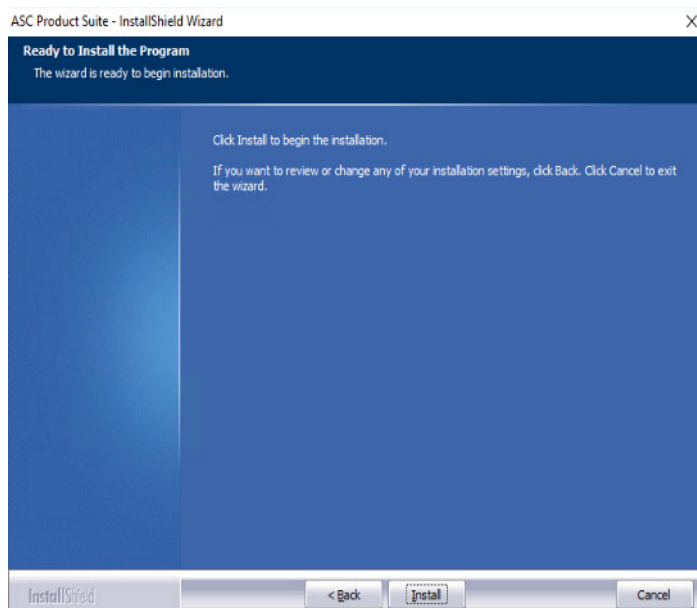 ASC Product Suite - InstallShield Wizard
Ready to Install the Program
The wizard is ready to begin installation.
Click Install to begin the installation.
If you want to review or change any of your installation settings, click Back. Click Cancel to exit
the wizard.
InstallShield
< Back
Install
Cancel